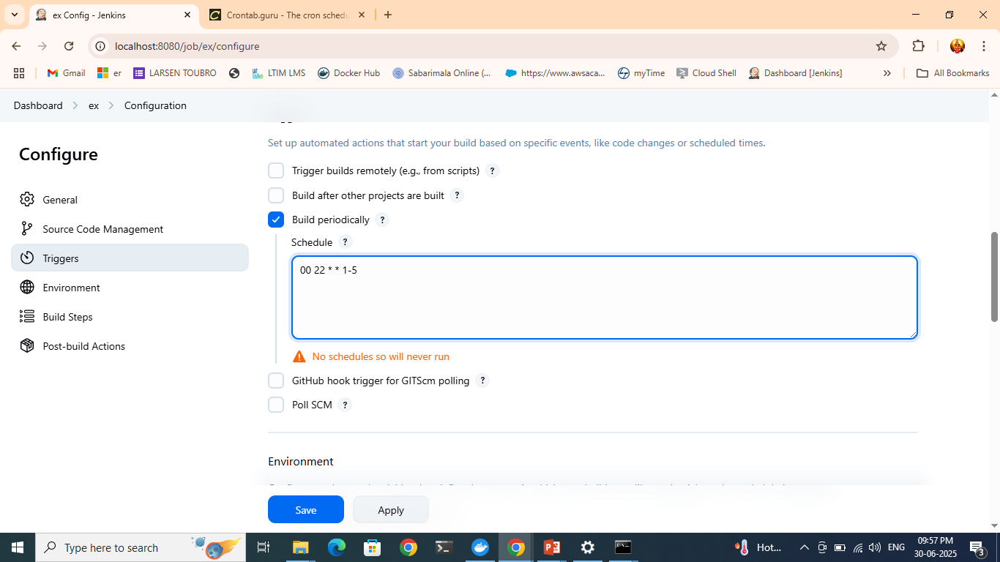 ex Config - Jenkins
Crontab.guru - The cron schedu
localhost:8080/job/ex/configure
Gmail
er
LARSEN TOUBRO
LTIM LMS
Docker Hub
Sabarimala Online (...
https://www.awsaca...
myTime
Cloud Shell
Dashboard [Jenkins]
All Bookmarks
Dashboard
ex
Configuration
Configure
General
Source Code Management
Triggers
Environment
Build Steps
Post-build Actions
Set up automated actions that start your build based on specific events, like code changes or scheduled times.
Trigger builds remotely (e.g., from scripts) ?
Build after other projects are built ?
Build periodically ?
Schedule ?
00 22 * * 1-5
No schedules so will never run
GitHub hook trigger for GITScm polling ?
Poll SCM ?
Environment
Save
Apply
Type here to search
Hot...
ENG
09:57 PM
30-06-2025
3